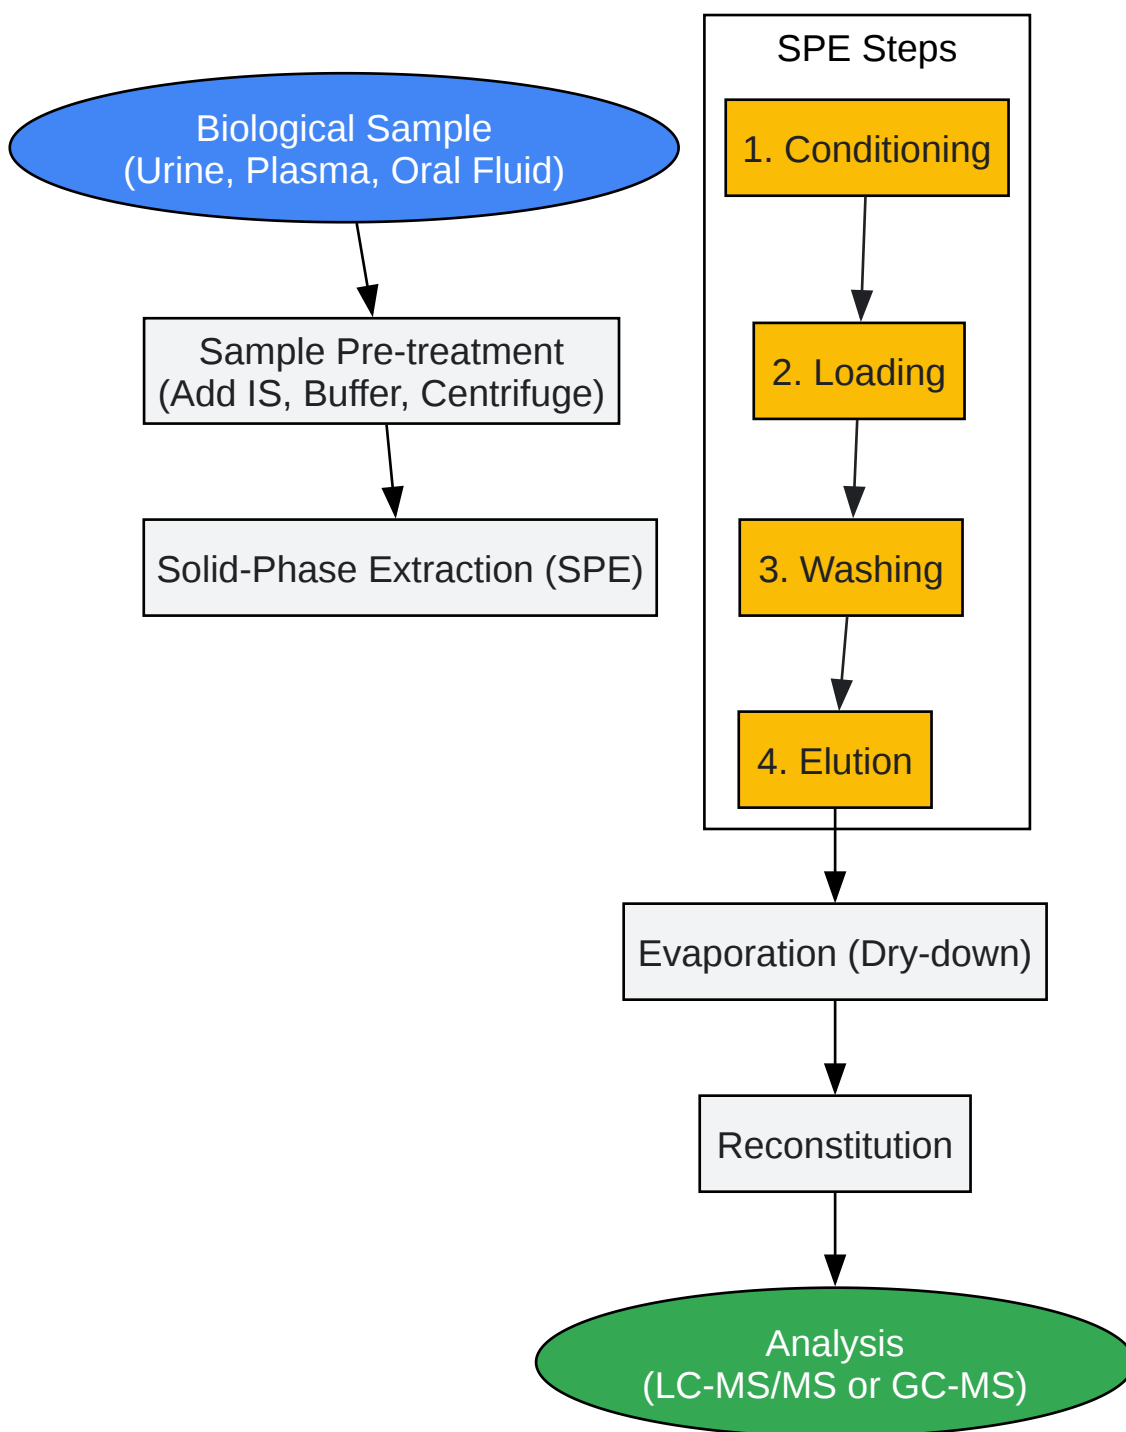 Biological Sample
(Urine, Plasma, Oral Fluid)
Sample Pre-treatment
(Add IS, Buffer, Centrifuge)
Solid-Phase Extraction (SPE)
SPE Steps
1. Conditioning
2. Loading
3. Washing
4. Elution
Evaporation (Dry-down)
Reconstitution
Analysis
(LC-MS/MS or GC-MS)